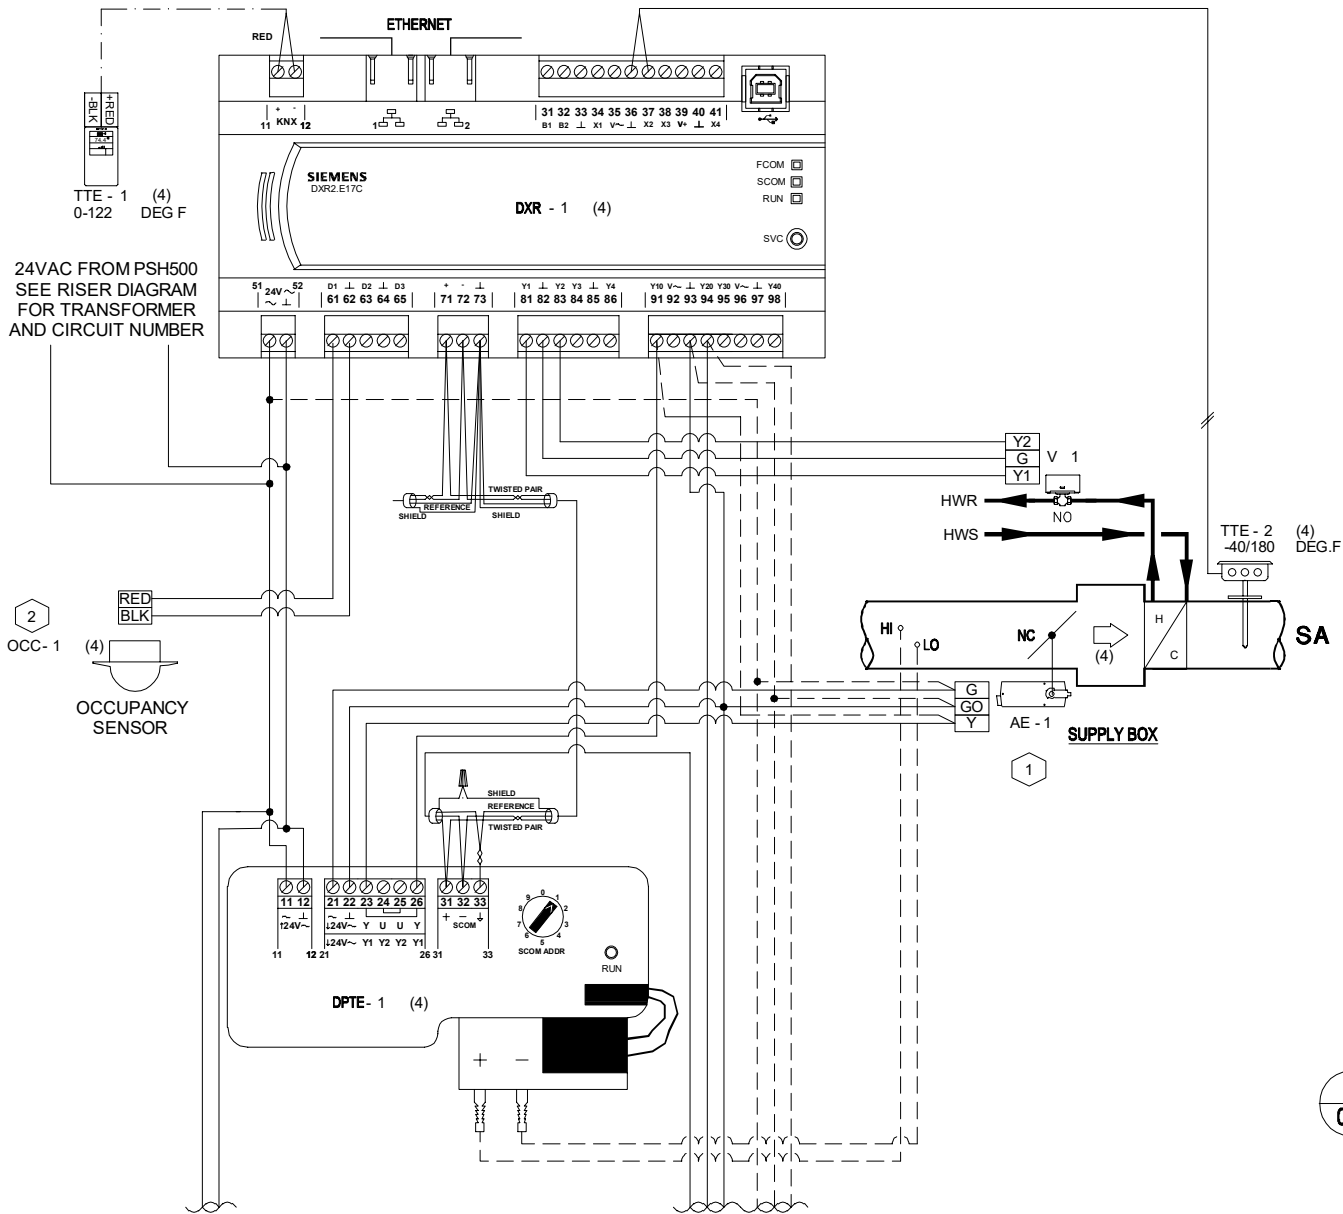 ETHERNET
RED
+RED
-BLK
74.4°
TTE - 1 (4)
0-122 DEG F
+ -
11 KNX 12
1
2
31 32 33 34 35 36 37 38 39 40 41
B1 B2 ⊥ X1 V~ ⊥ X2 X3 V+ ⊥ X4
SIEMENS
DXR2.E17C
DXR - 1 (4)
FCOM
SCOM
RUN
SVC
24VAC FROM PSH500
SEE RISER DIAGRAM
FOR TRANSFORMER
AND CIRCUIT NUMBER
51 24V ~ 52
~ ⊥
D1 ⊥ D2 ⊥ D3
61 62 63 64 65
+ - ⊥
71 72 73
Y1 ⊥ Y2 Y3 ⊥ Y4
81 82 83 84 85 86
Y10 V~ ⊥ Y20 Y30 V~ ⊥ Y40
91 92 93 94 95 96 97 98
Y2
G
Y1
V 1
NO
HWR
HWS
TWISTED PAIR
REFERENCE
SHIELD
SHIELD
TTE - 2 (4)
-40/180 DEG.F
RED
BLK
2
OCC- 1 (4)
OCCUPANCY
SENSOR
HI
LO
NC
(4)
H
C
SA
G
GO
Y
AE - 1
SUPPLY BOX
1
SHIELD
REFERENCE
TWISTED PAIR
11 12
~ ⊥
↑24V~
11 12
21 22 23 24 25 26
~ ⊥
↓24V~ Y U U Y
↓24V~ Y1 Y2 Y2 Y1
21 26
31 32 33
+ −
SCOM
31 33
0 1 2 3 4 5 6 7 8 9
SCOM ADDR
RUN
DPTE- 1 (4)
+ −